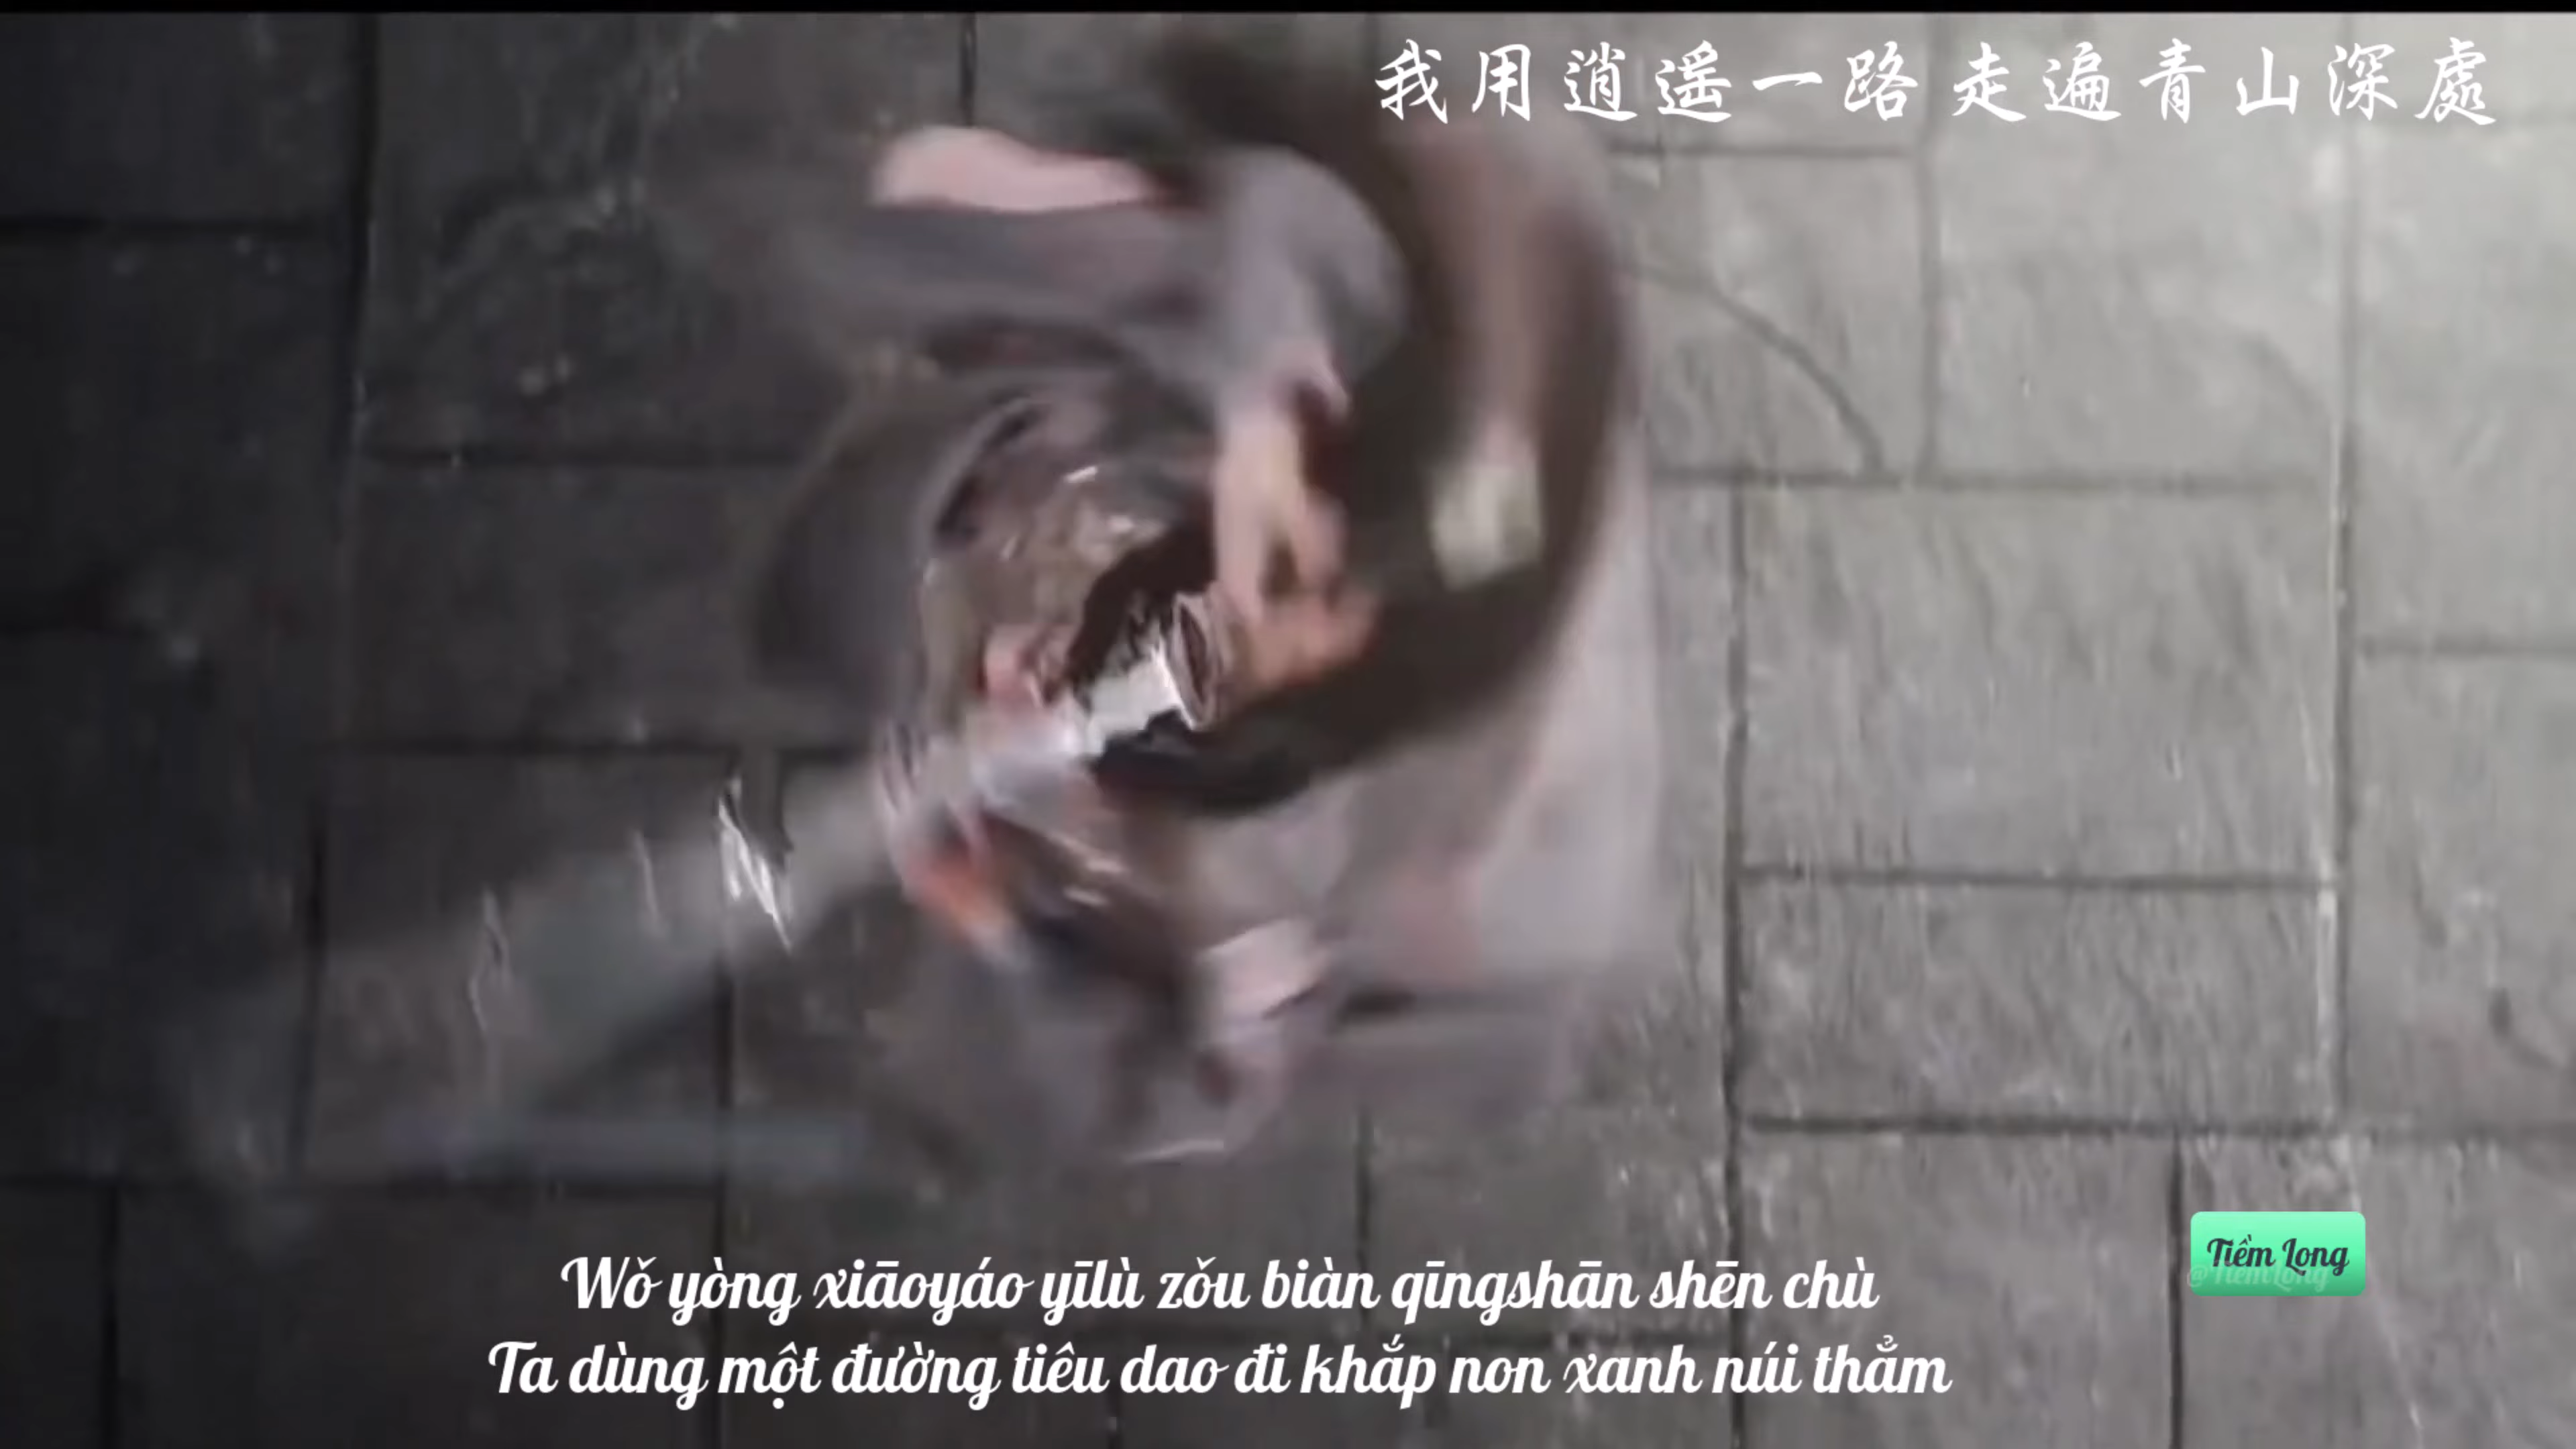 我用逍遥一路 走遍青山深處
Tiềm Long
@TiemLong
Wǒ yòng xiāoyáo yīlù zǒu biàn qīngshān shēn chù
Ta dùng một đường tiêu dao đi khắp non xanh núi thẳm